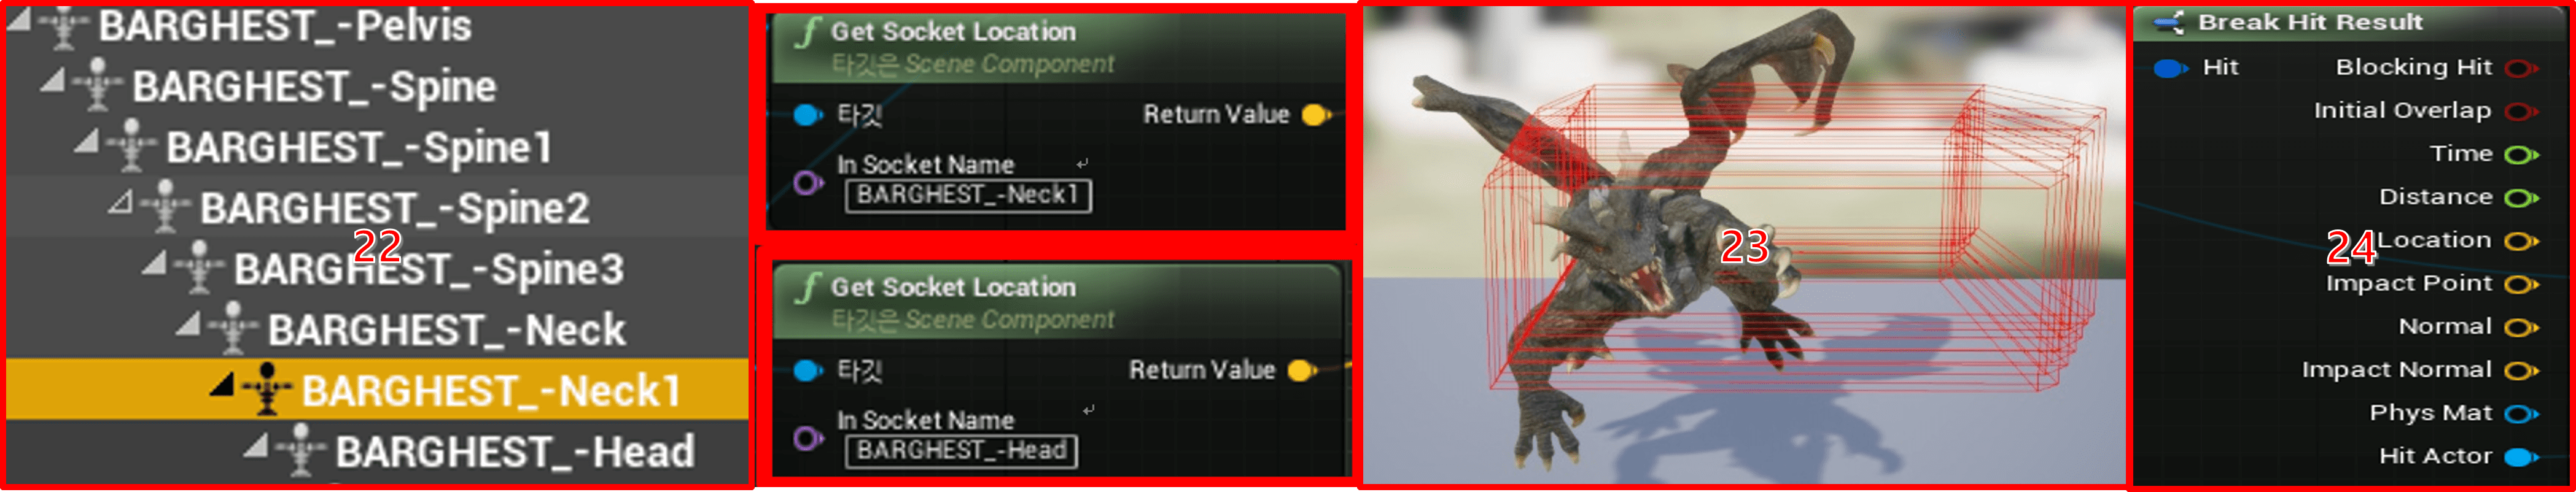 BARGHEST_-Pelvis
BARGHEST_-Spine
BARGHEST_-Spine1
BARGHEST_-Spine2
22
BARGHEST_-Spine3
BARGHEST_-Neck
BARGHEST_-Neck1
BARGHEST_-Head
f Get Socket Location
타깃은 Scene Component
타깃 Return Value
In Socket Name
BARGHEST_-Neck1
f Get Socket Location
타깃은 Scene Component
타깃 Return Value
In Socket Name
BARGHEST_-Head
23
Break Hit Result
Hit Blocking Hit
Initial Overlap
Time
Distance
24 Location
Impact Point
Normal
Impact Normal
Phys Mat
Hit Actor